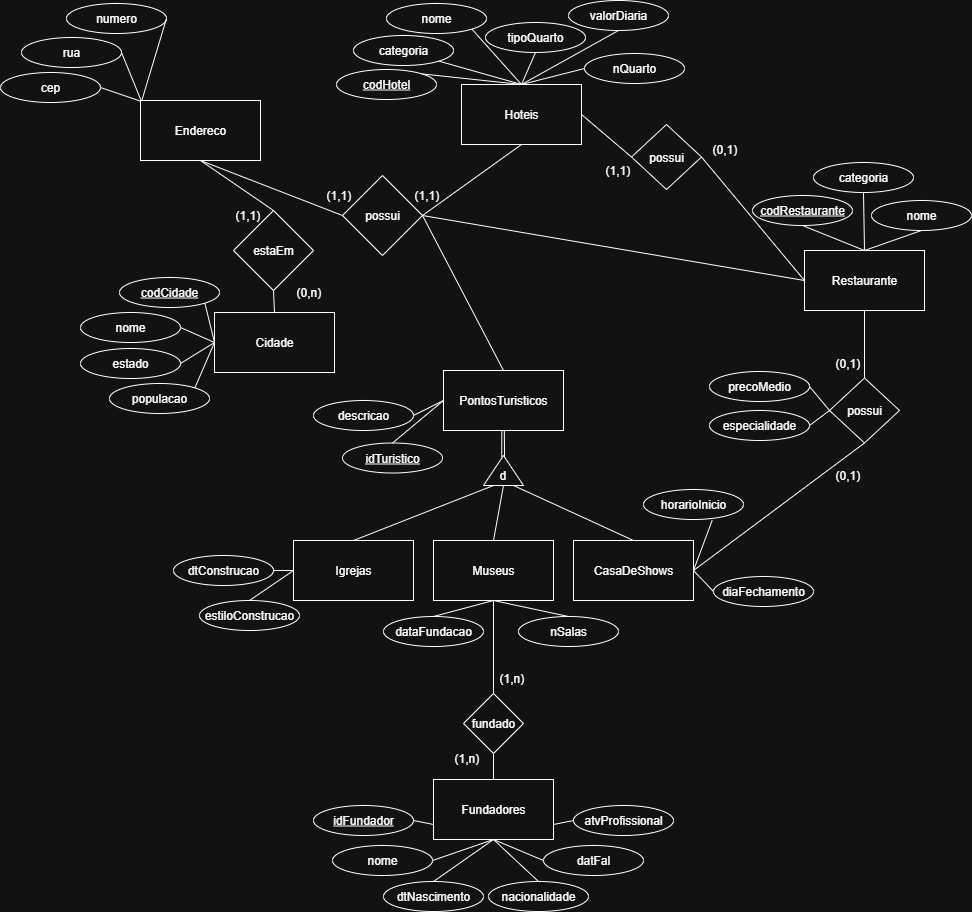 numero
nome
valorDiaria
rua
categoria
tipoQuarto
cep
codHotel
nQuarto
Endereco
Hoteis
(1,1)
possui
(0,1)
(1,1)
possui
(1,1)
categoria
codRestaurante
nome
(1,1)
estaEm
(0,n)
Restaurante
codCidade
nome
estado
populacao
Cidade
PontosTuristicos
descricao
idTuristico
d
(0,1)
precoMedio
especialidade
possui
(0,1)
horarioInicio
dtConstrucao
estiloConstrucao
Igrejas
Museus
CasaDeShows
diaFechamento
dataFundacao
nSalas
(1,n)
fundado
(1,n)
Fundadores
idFundador
atvProfissional
nome
datFal
dtNascimento
nacionalidade